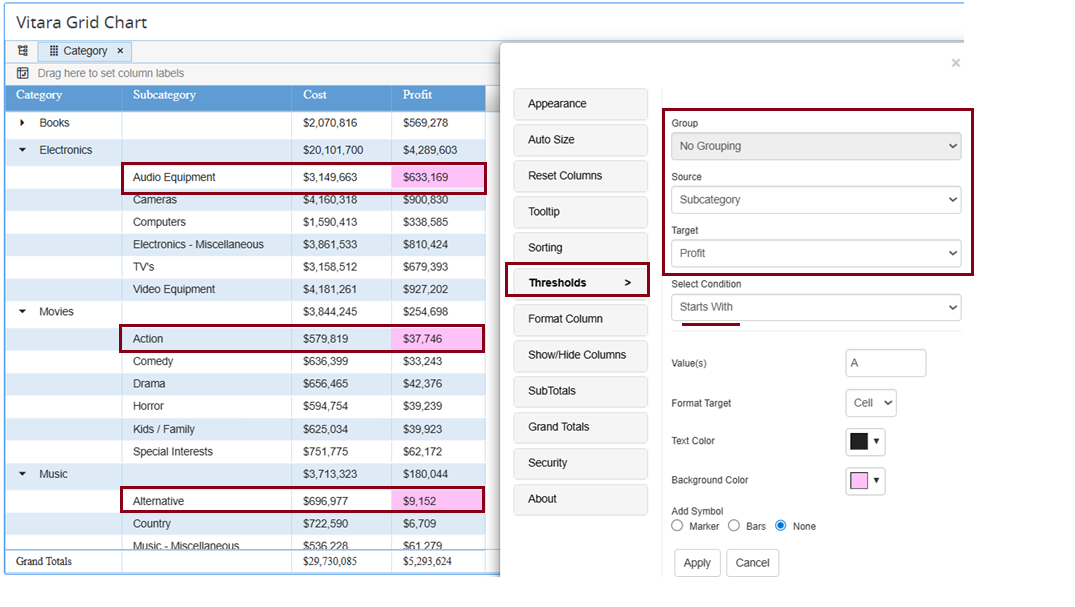 Vitara Grid Chart
Category ×
Drag here to set column labels
Category Subcategory Cost Profit
Books $2,070,816 $569,278
Electronics $20,101,700 $4,289,603
Audio Equipment $3,149,663 $633,169
Cameras $4,160,318 $900,830
Computers $1,590,413 $338,585
Electronics - Miscellaneous $3,861,533 $810,424
TV's $3,158,512 $679,393
Video Equipment $4,181,261 $927,202
Movies $3,844,245 $254,698
Action $579,819 $37,746
Comedy $636,399 $33,243
Drama $656,465 $42,376
Horror $594,754 $39,239
Kids / Family $625,034 $39,923
Special Interests $751,775 $62,172
Music $3,713,323 $180,044
Alternative $696,977 $9,152
Country $722,590 $6,709
Music - Miscellaneous $536,228 $61,279
Grand Totals $29,730,085 $5,293,624
×
Appearance
Auto Size
Reset Columns
Tooltip
Sorting
Thresholds >
Format Column
Show/Hide Columns
SubTotals
Grand Totals
Security
About
Group
No Grouping
Source
Subcategory
Target
Profit
Select Condition
Starts With
Value(s) A
Format Target Cell
Text Color
Background Color
Add Symbol
Marker Bars None
Apply Cancel